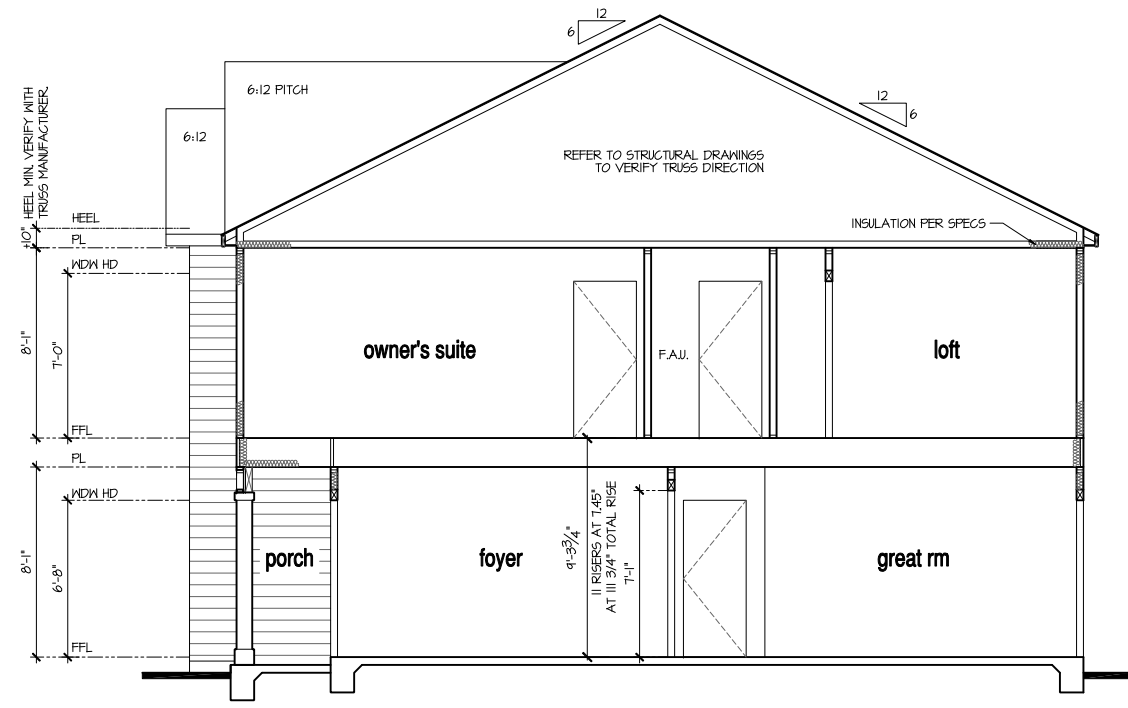 12
6
6:12 PITCH
12
6
6:12
REFER TO STRUCTURAL DRAWINGS
TO VERIFY TRUSS DIRECTION
+10" HEEL MIN. VERIFY WITH
TRUSS MANUFACTURER.
HEEL
INSULATION PER SPECS
PL
WDW HD
8'-1"
7'-0"
owner's suite
F.A.U.
loft
FFL
PL
WDW HD
8'-1"
6'-8"
porch
foyer
9'-3 3/4"
11 RISERS AT 7.45"
AT 111 3/4" TOTAL RISE
7'-1"
great rm
FFL